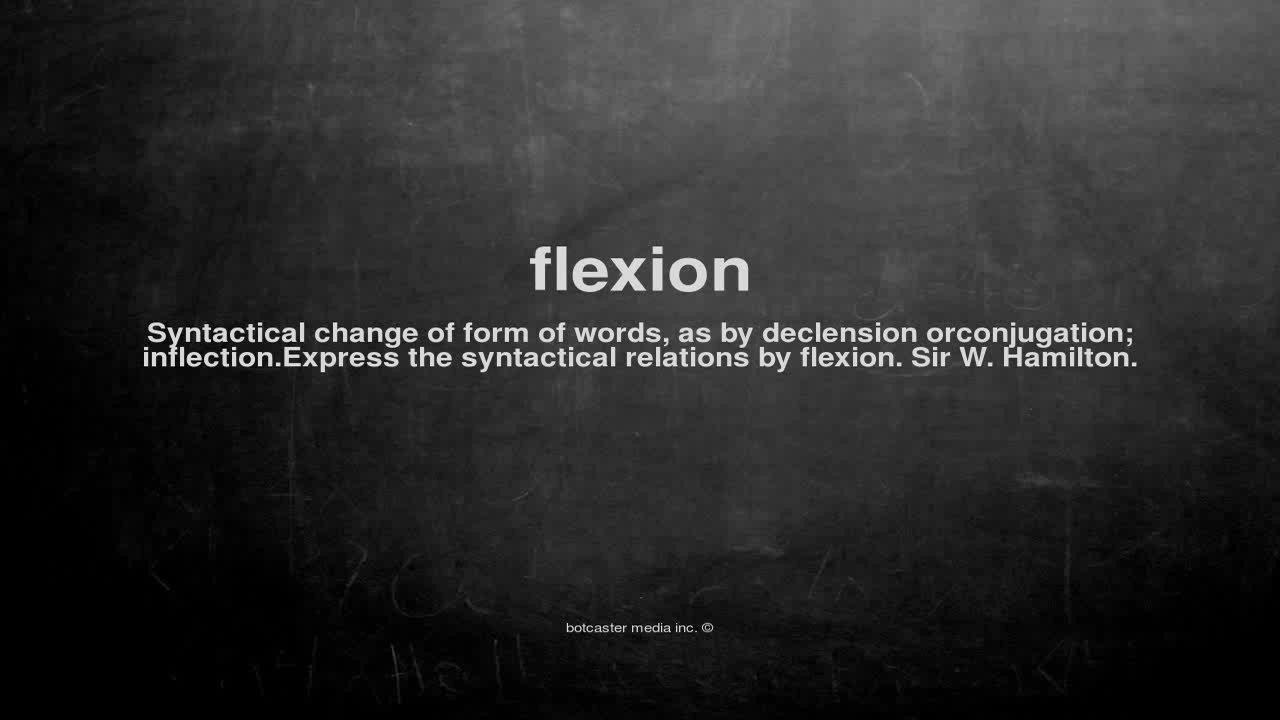 flexion
Syntactical change of form of words, as by declension orconjugation;
inflection.Express the syntactical relations by flexion. Sir W. Hamilton.
botcaster media inc. ©